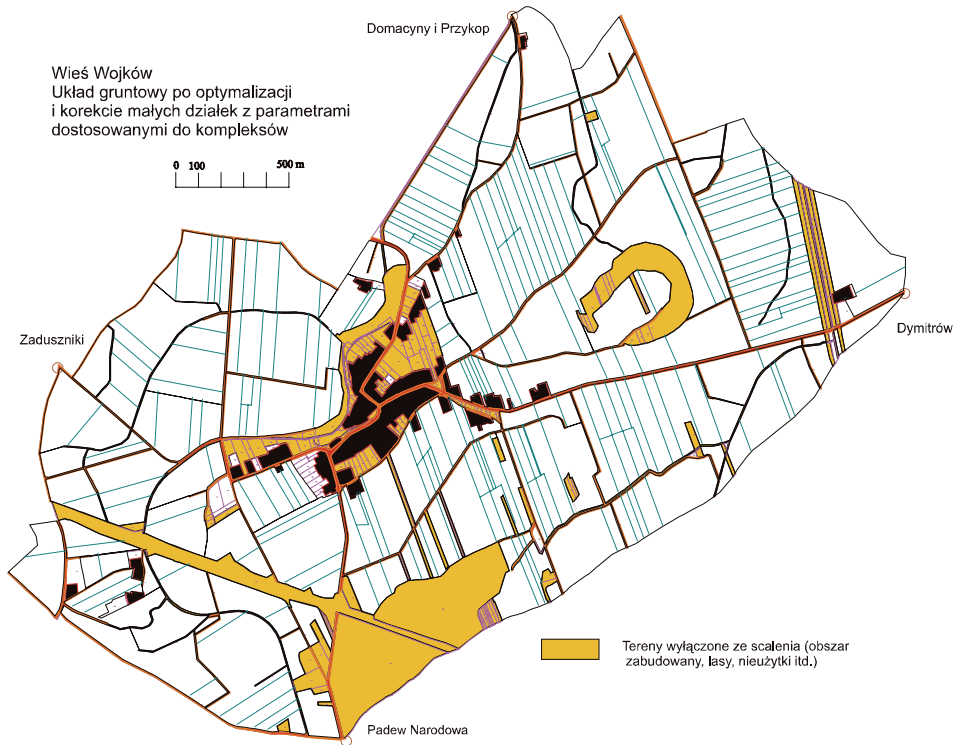 Domacyny i Przykop
Wieś Wojków
Układ gruntowy po optymalizacji
i korekcie małych działek z parametrami
dostosowanymi do kompleksów
0 100 500 m
Zaduszniki
Dymitrów
Tereny wyłączone ze scalenia (obszar
zabudowany, lasy, nieużytki itd.)
Padew Narodowa